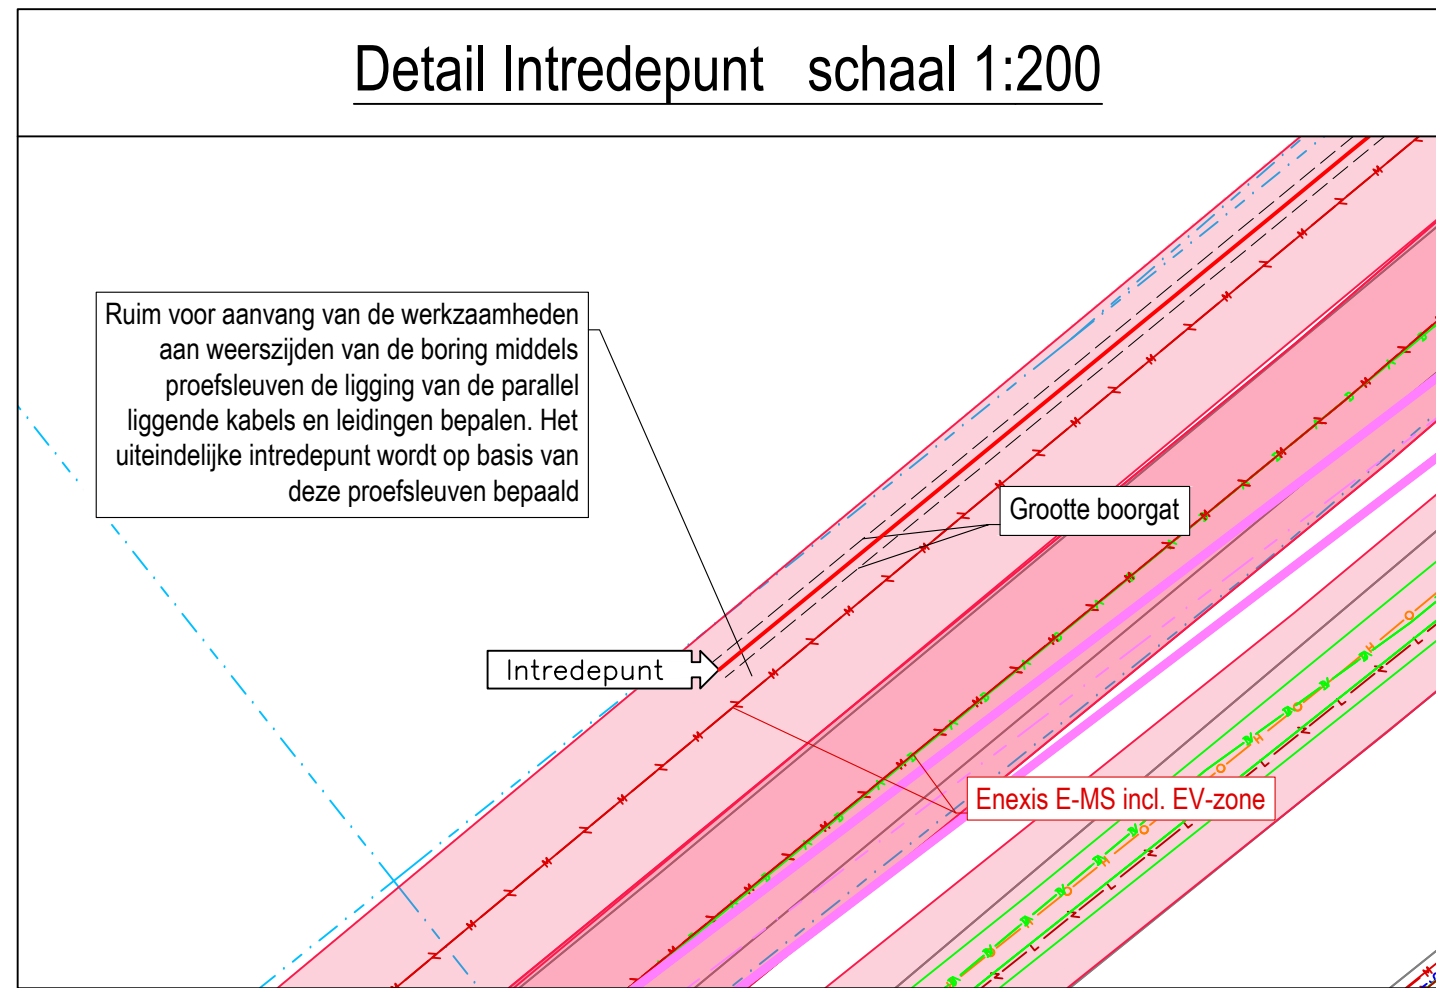 Detail Intredepunt schaal 1:200
Ruim voor aanvang van de werkzaamheden
aan weerszijden van de boring middels
proefsleuven de ligging van de parallel
liggende kabels en leidingen bepalen. Het
uiteindelijke intredepunt wordt op basis van
deze proefsleuven bepaald
Grootte boorgat
Intredepunt
Enexis E-MS incl. EV-zone